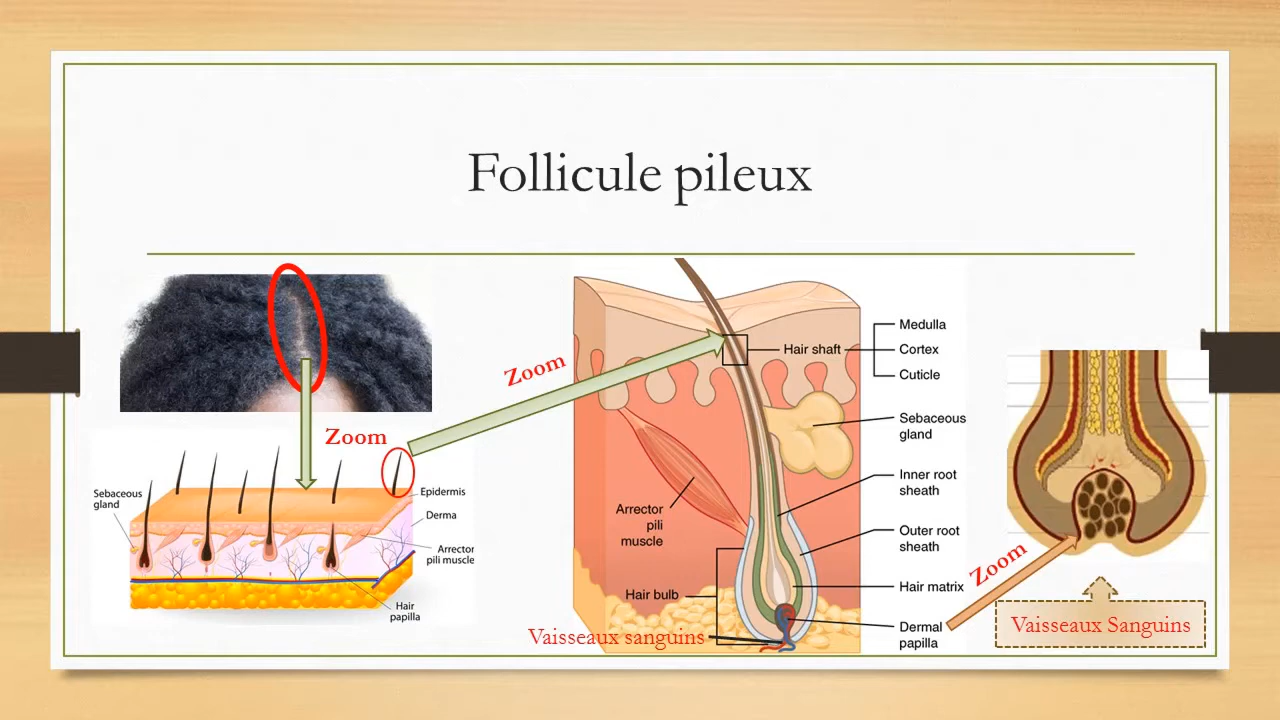 Follicule pileux
Zoom
Sebaceous
gland
Epidermis
Derma
Arrector
pili muscle
Hair
papilla
Zoom
Hair shaft
Medulla
Cortex
Cuticle
Sebaceous
gland
Inner root
sheath
Arrector
pili
muscle
Outer root
sheath
Hair bulb
Hair matrix
Dermal
papilla
Vaisseaux sanguins
Zoom
Vaisseaux Sanguins